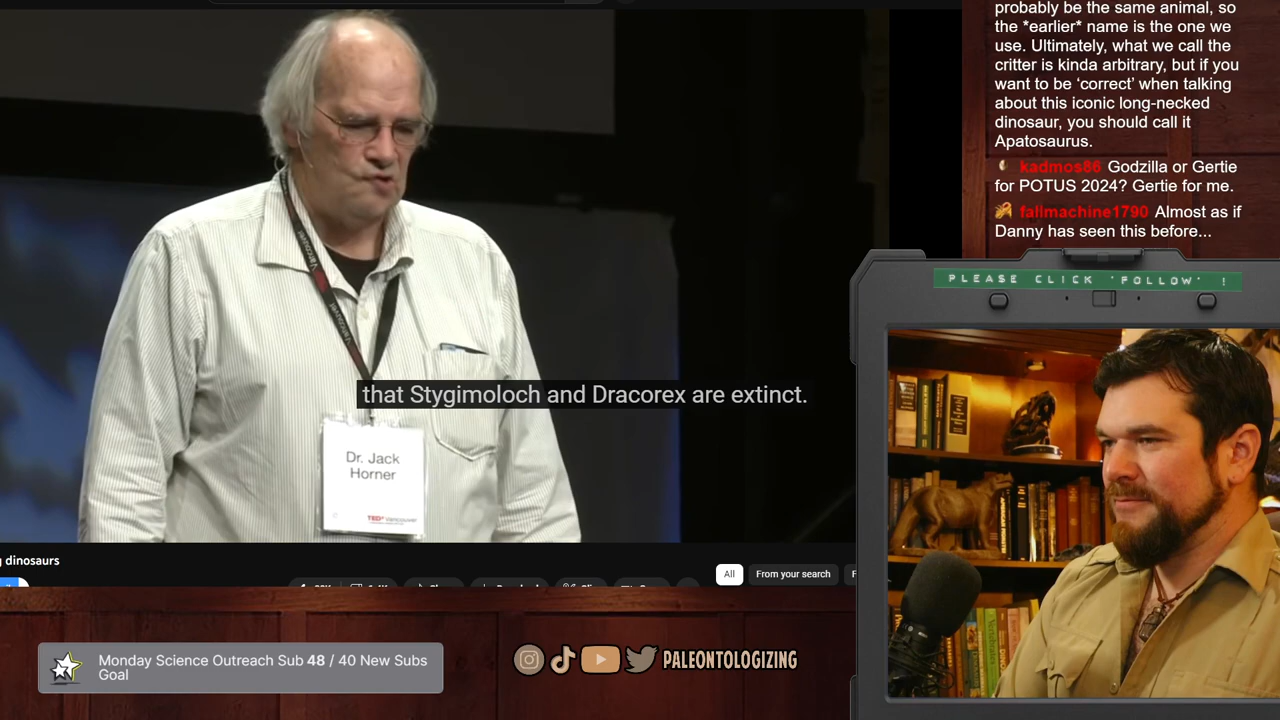 probably be the same animal, so
the *earlier* name is the one we
use. Ultimately, what we call the
critter is kinda arbitrary, but if you
want to be ‘correct’ when talking
about this iconic long-necked
dinosaur, you should call it
Apatosaurus.
kadmos86 Godzilla or Gertie
for POTUS 2024? Gertie for me.
fallmachine1790 Almost as if
Danny has seen this before...
PLEASE CLICK 'FOLLOW' !
Vancouver
that Stygimoloch and Dracorex are extinct.
Dr. Jack
Horner
TEDx Vancouver
dinosaurs
All
From your search
Monday Science Outreach Sub 48 / 40 New Subs
Goal
PALEONTOLOGIZING